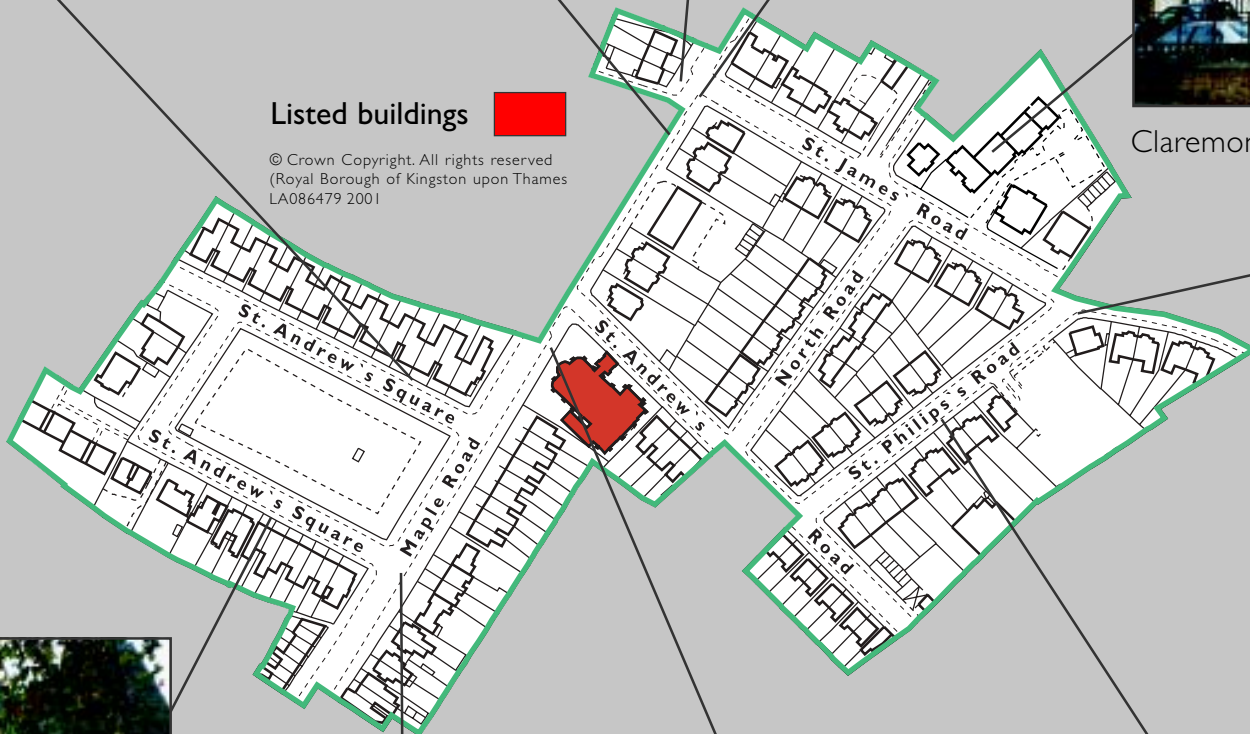 Listed buildings
© Crown Copyright. All rights reserved
(Royal Borough of Kingston upon Thames
LA086479 2001
Claremon
St. James Road
St. Andrew's Square
St. Andrew's
North Road
St. Philips's Road
St. Andrew's Square
Maple Road
Road